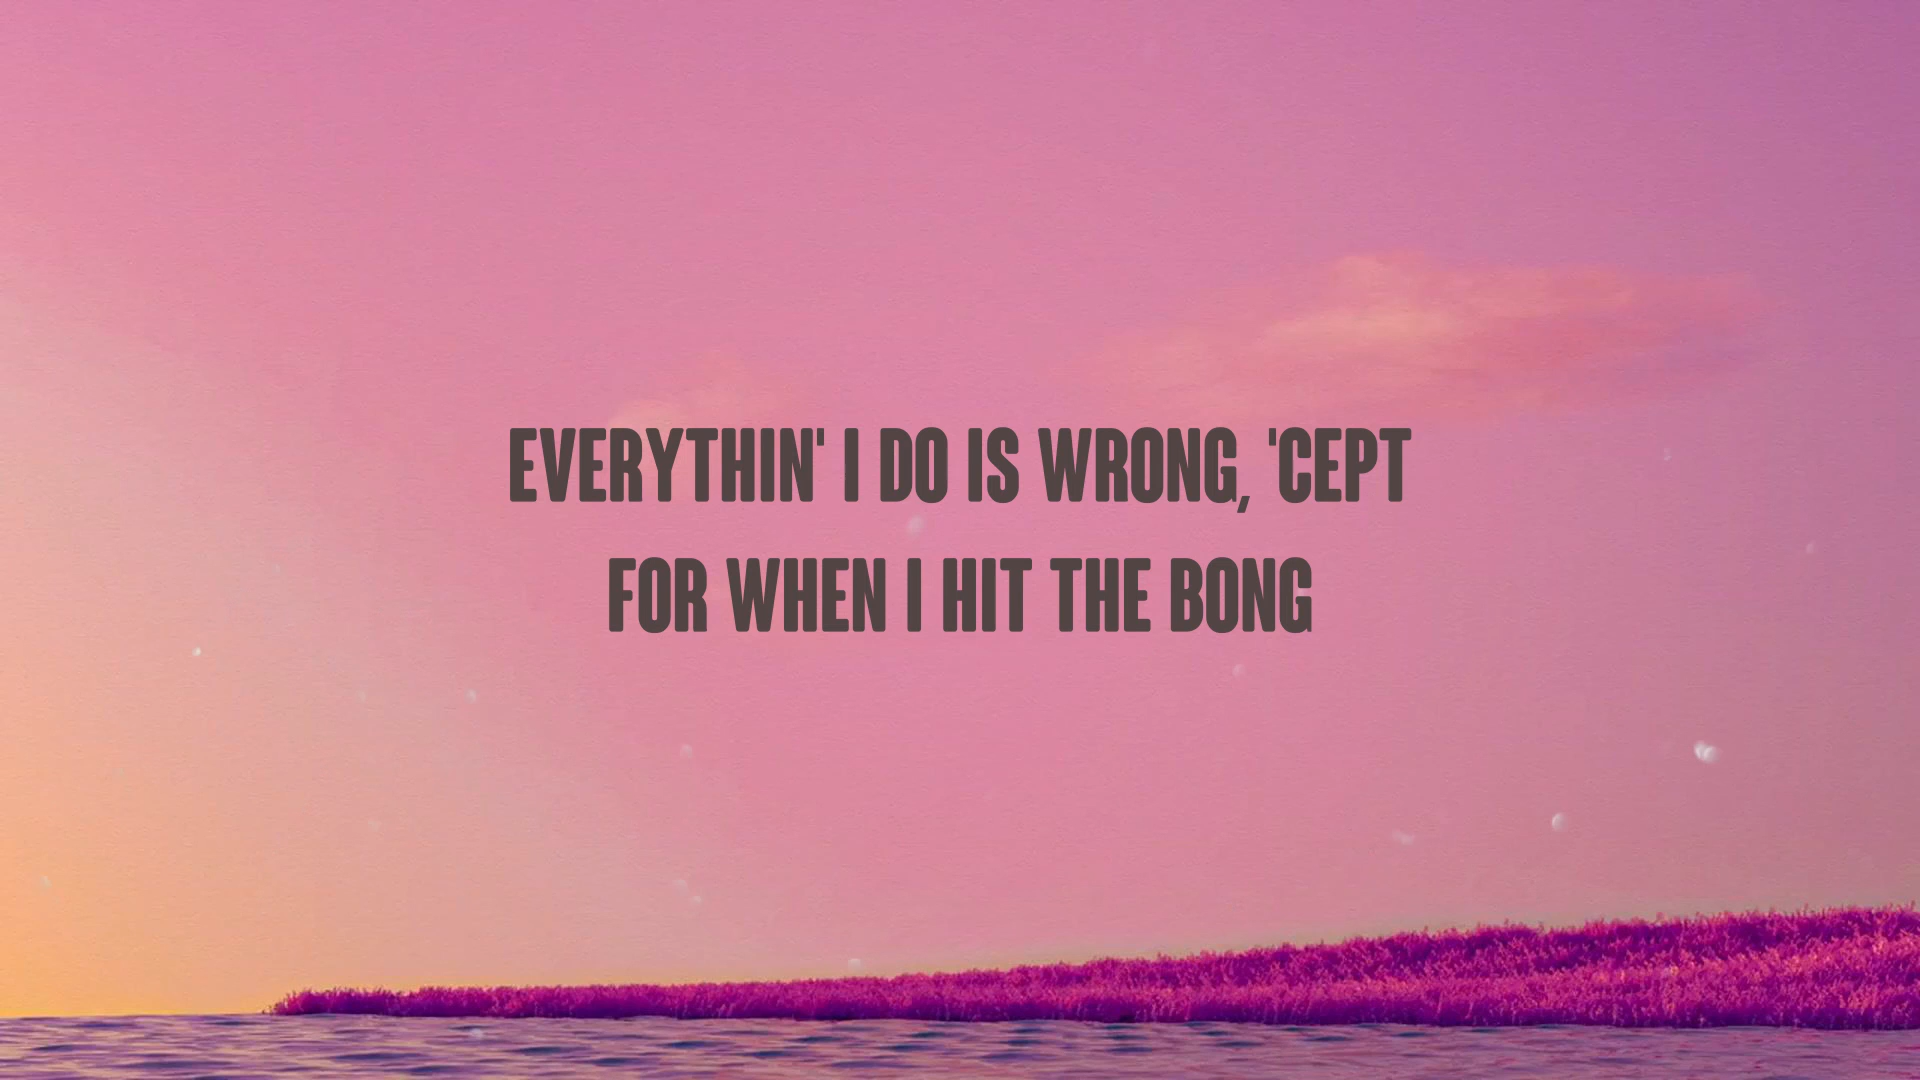 EVERYTHIN' I DO IS WRONG, 'CEPT
FOR WHEN I HIT THE BONG